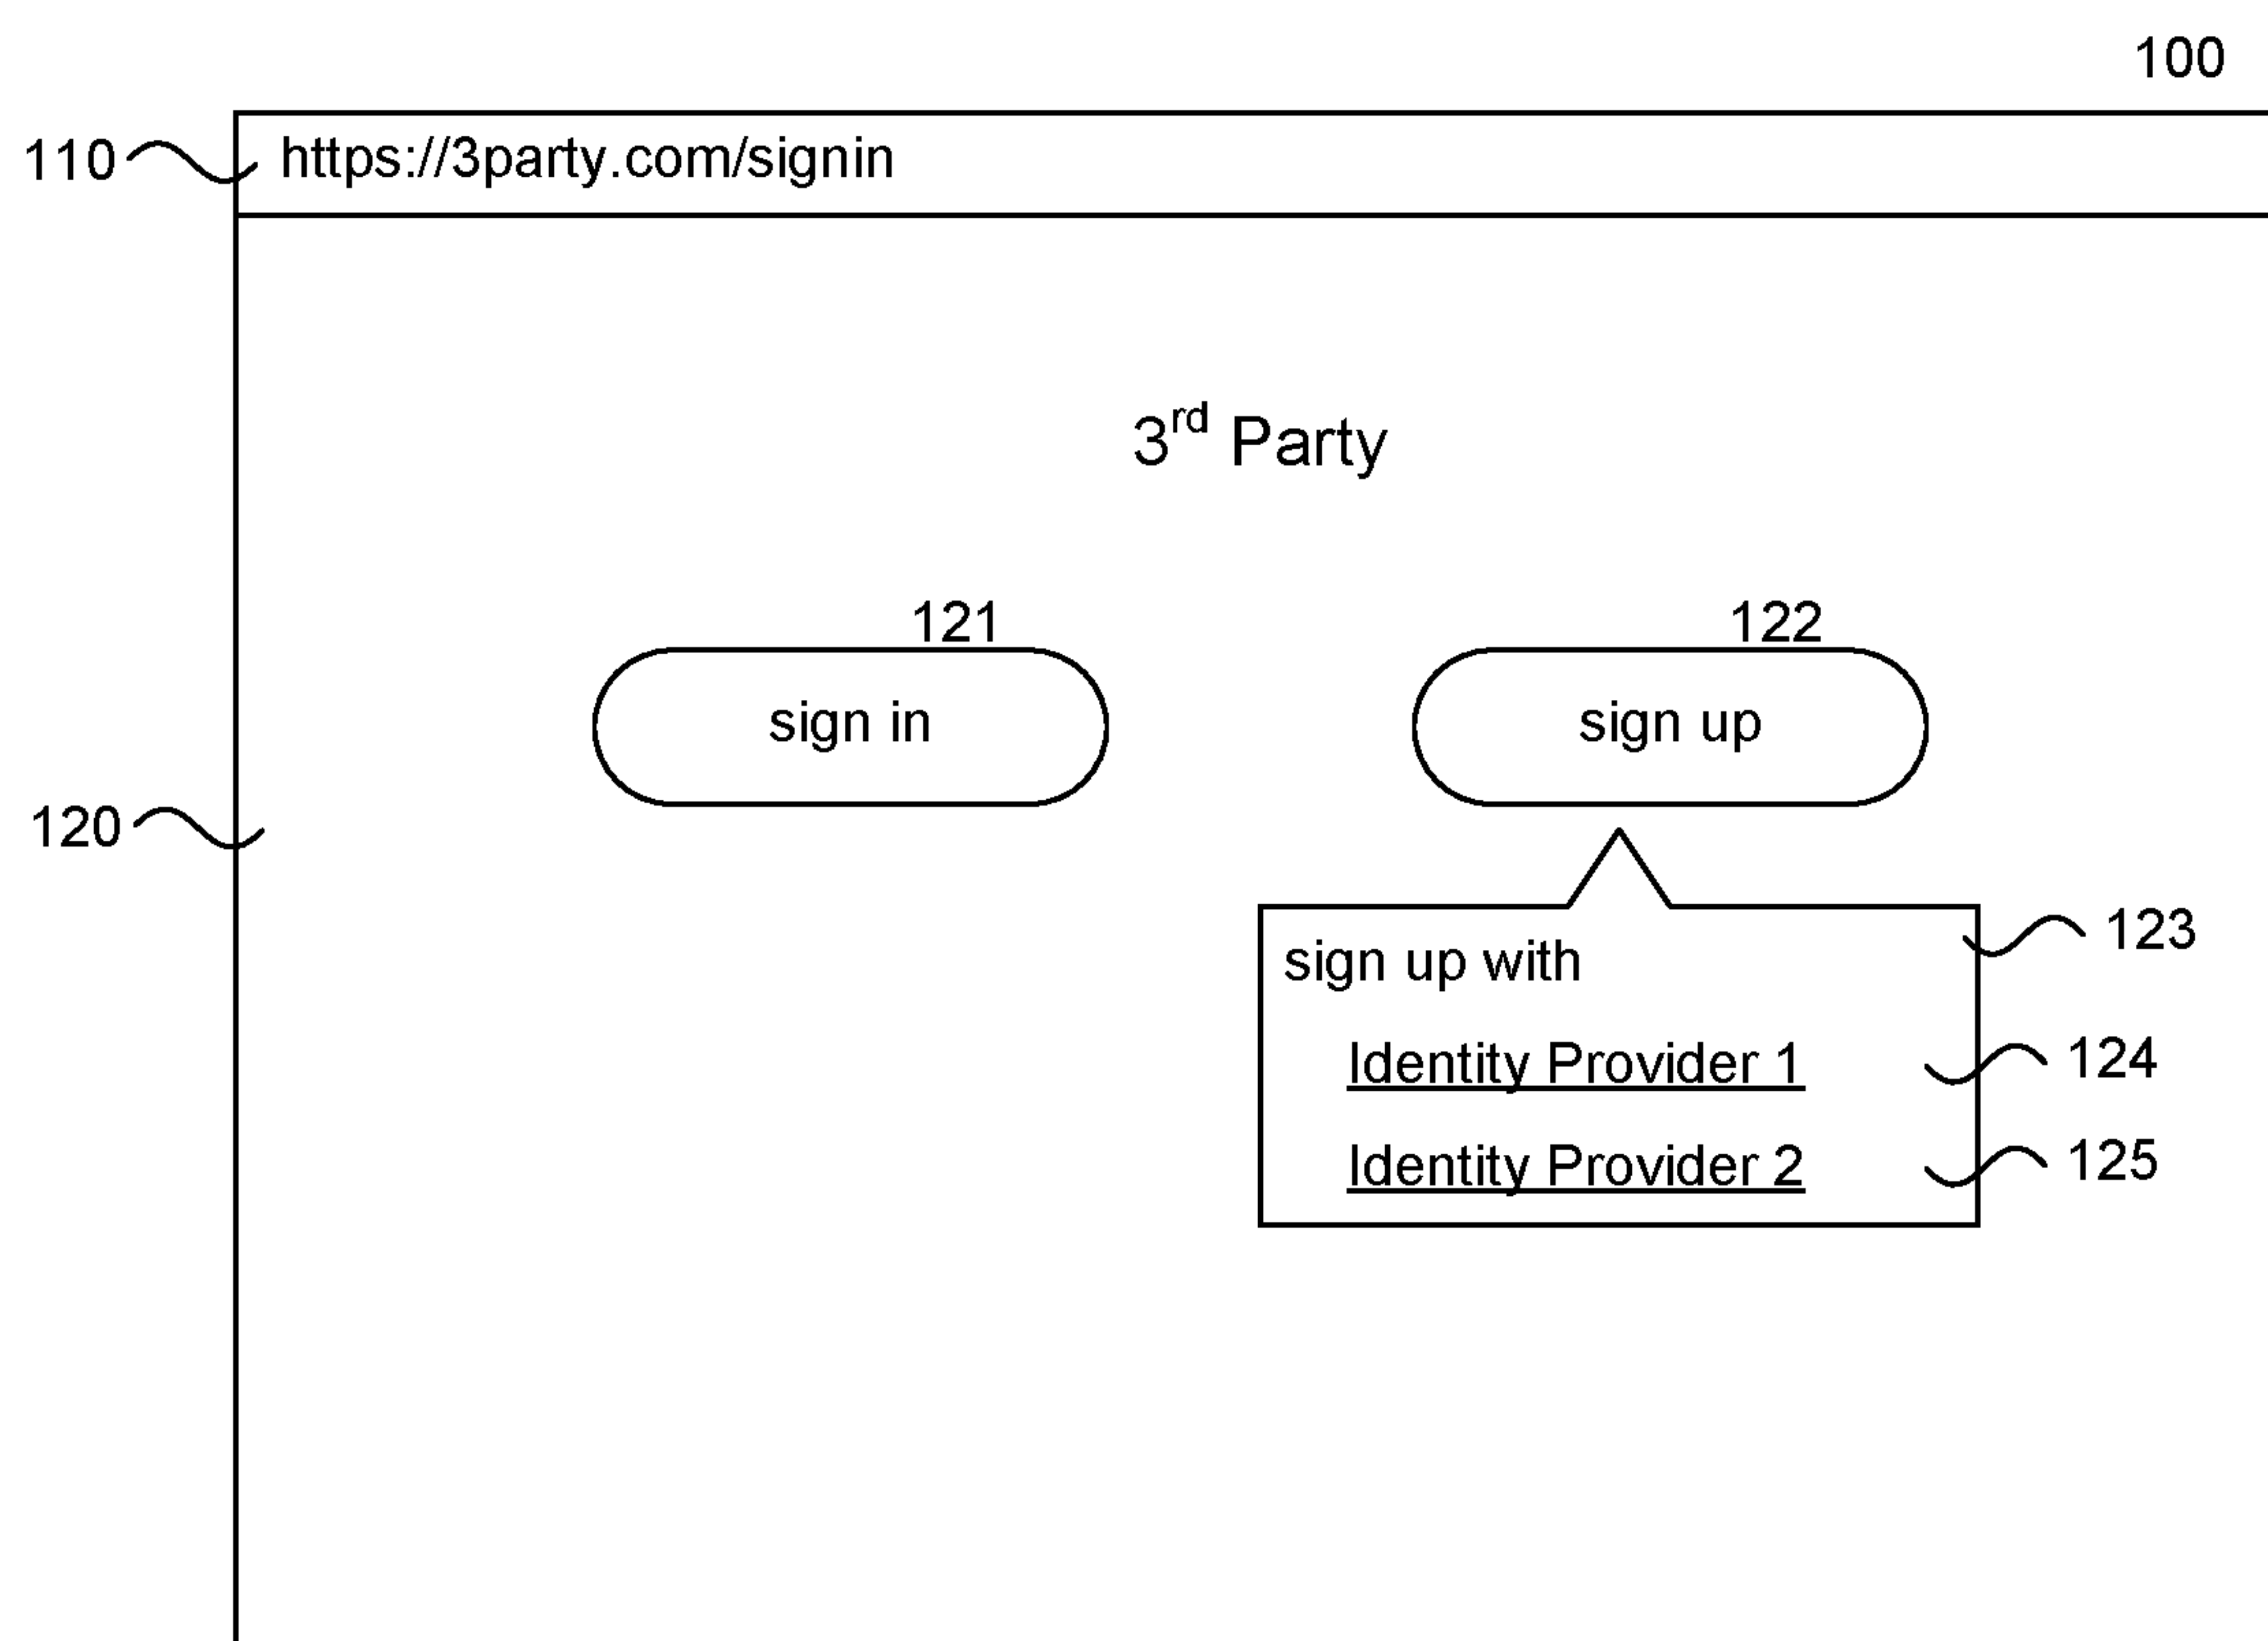 100
110 https://3party.com/signin
3rd Party
121 122
sign in sign up
120
123
sign up with
Identity Provider 1 124
Identity Provider 2 125